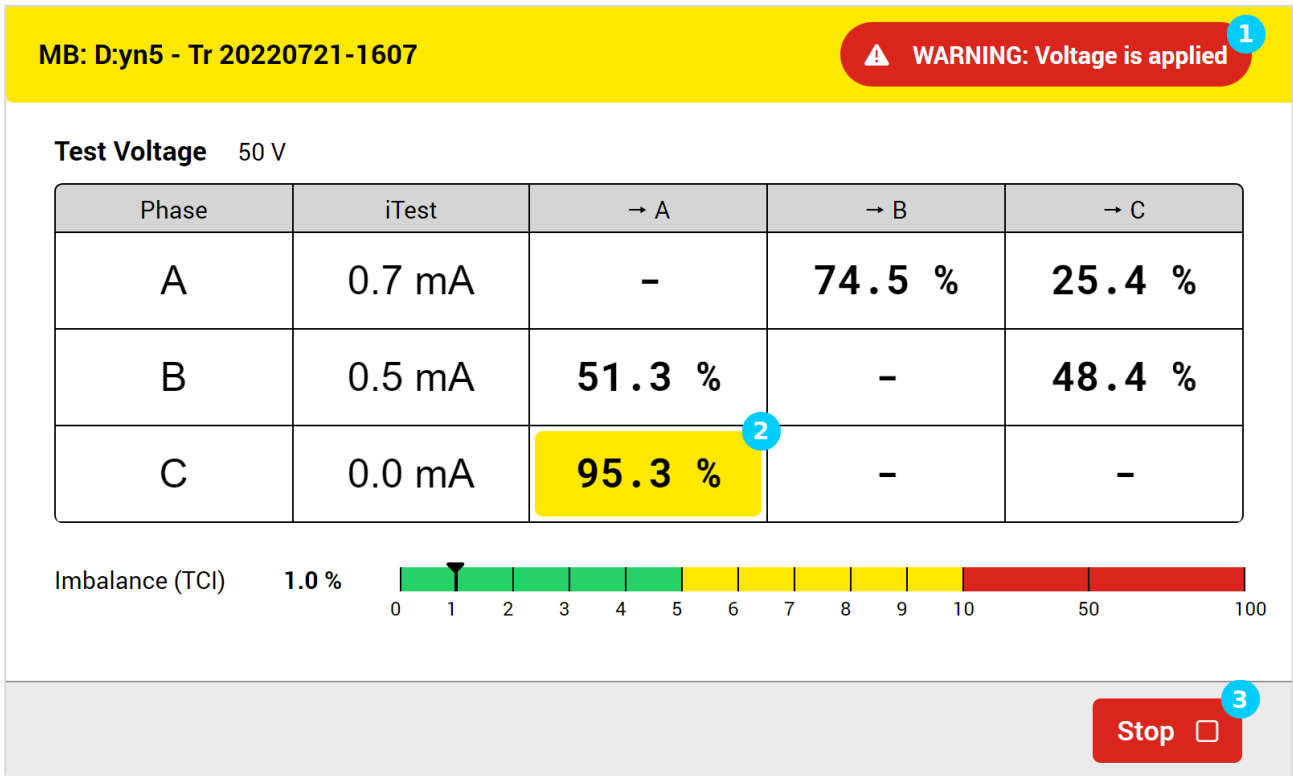 MB: D:yn5 - Tr 20220721-1607
WARNING: Voltage is applied 1
Test Voltage 50 V
Phase iTest → A → B → C
A 0.7 mA - 74.5 % 25.4 %
B 0.5 mA 51.3 % - 48.4 %
2
C 0.0 mA 95.3 % - -
Imbalance (TCI) 1.0 %
0 1 2 3 4 5 6 7 8 9 10 50 100
3
Stop